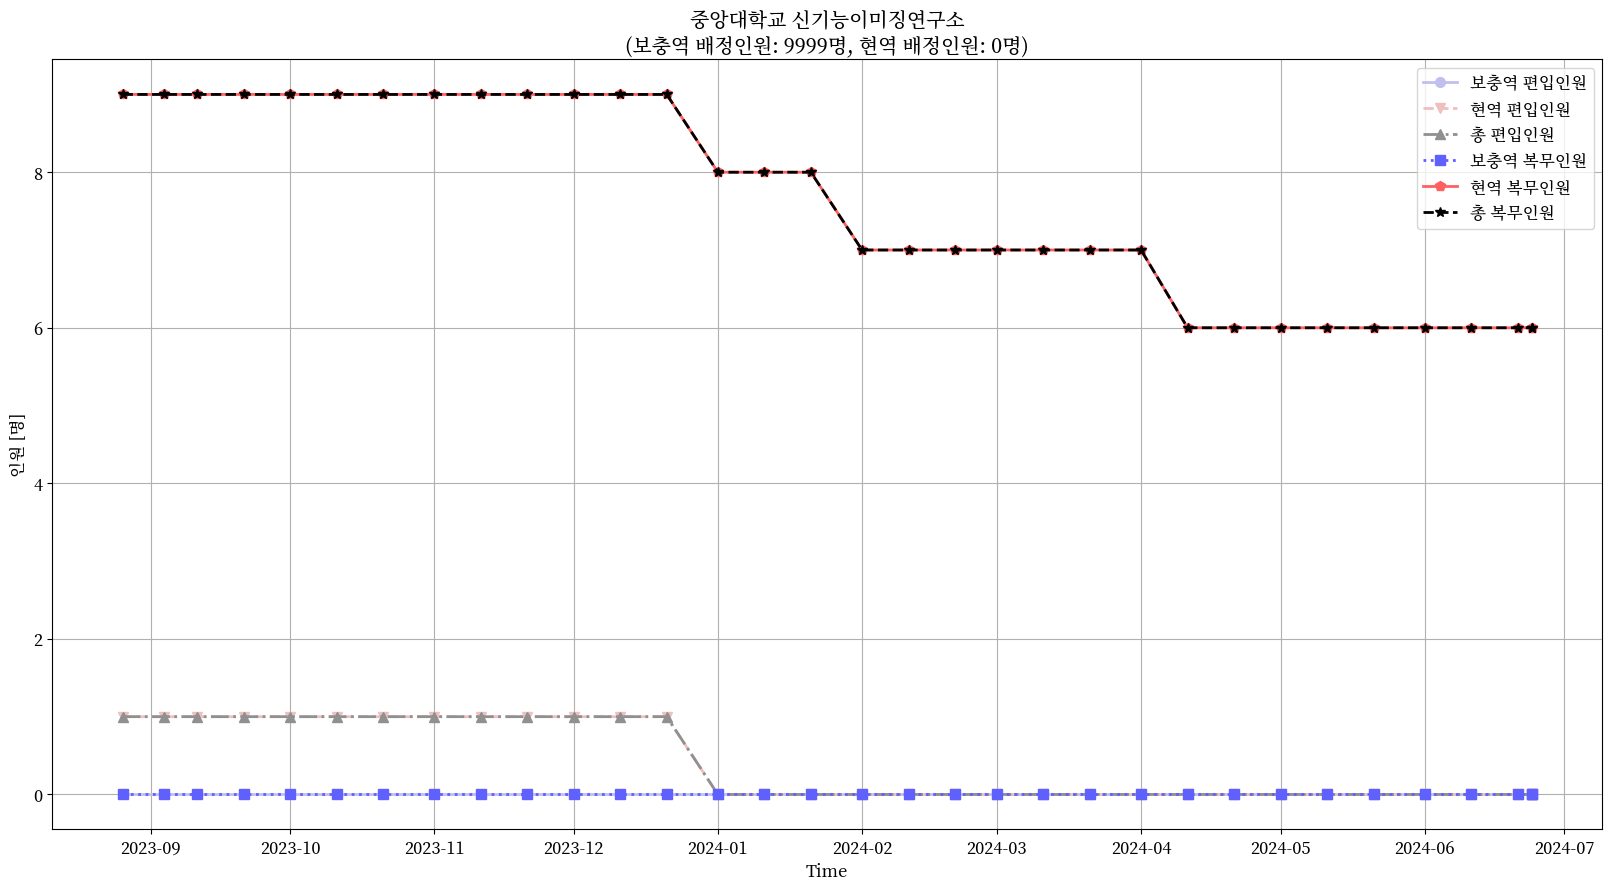 중앙대학교 신기능이미징연구소
(보충역 배정인원: 9999명, 현역 배정인원: 0명)
보충역 편입인원
현역 편입인원
총 편입인원
보충역 복무인원
현역 복무인원
총 복무인원
인원 [명]
8
6
4
2
0
2023-09
2023-10
2023-11
2023-12
2024-01
2024-02
2024-03
2024-04
2024-05
2024-06
2024-07
Time